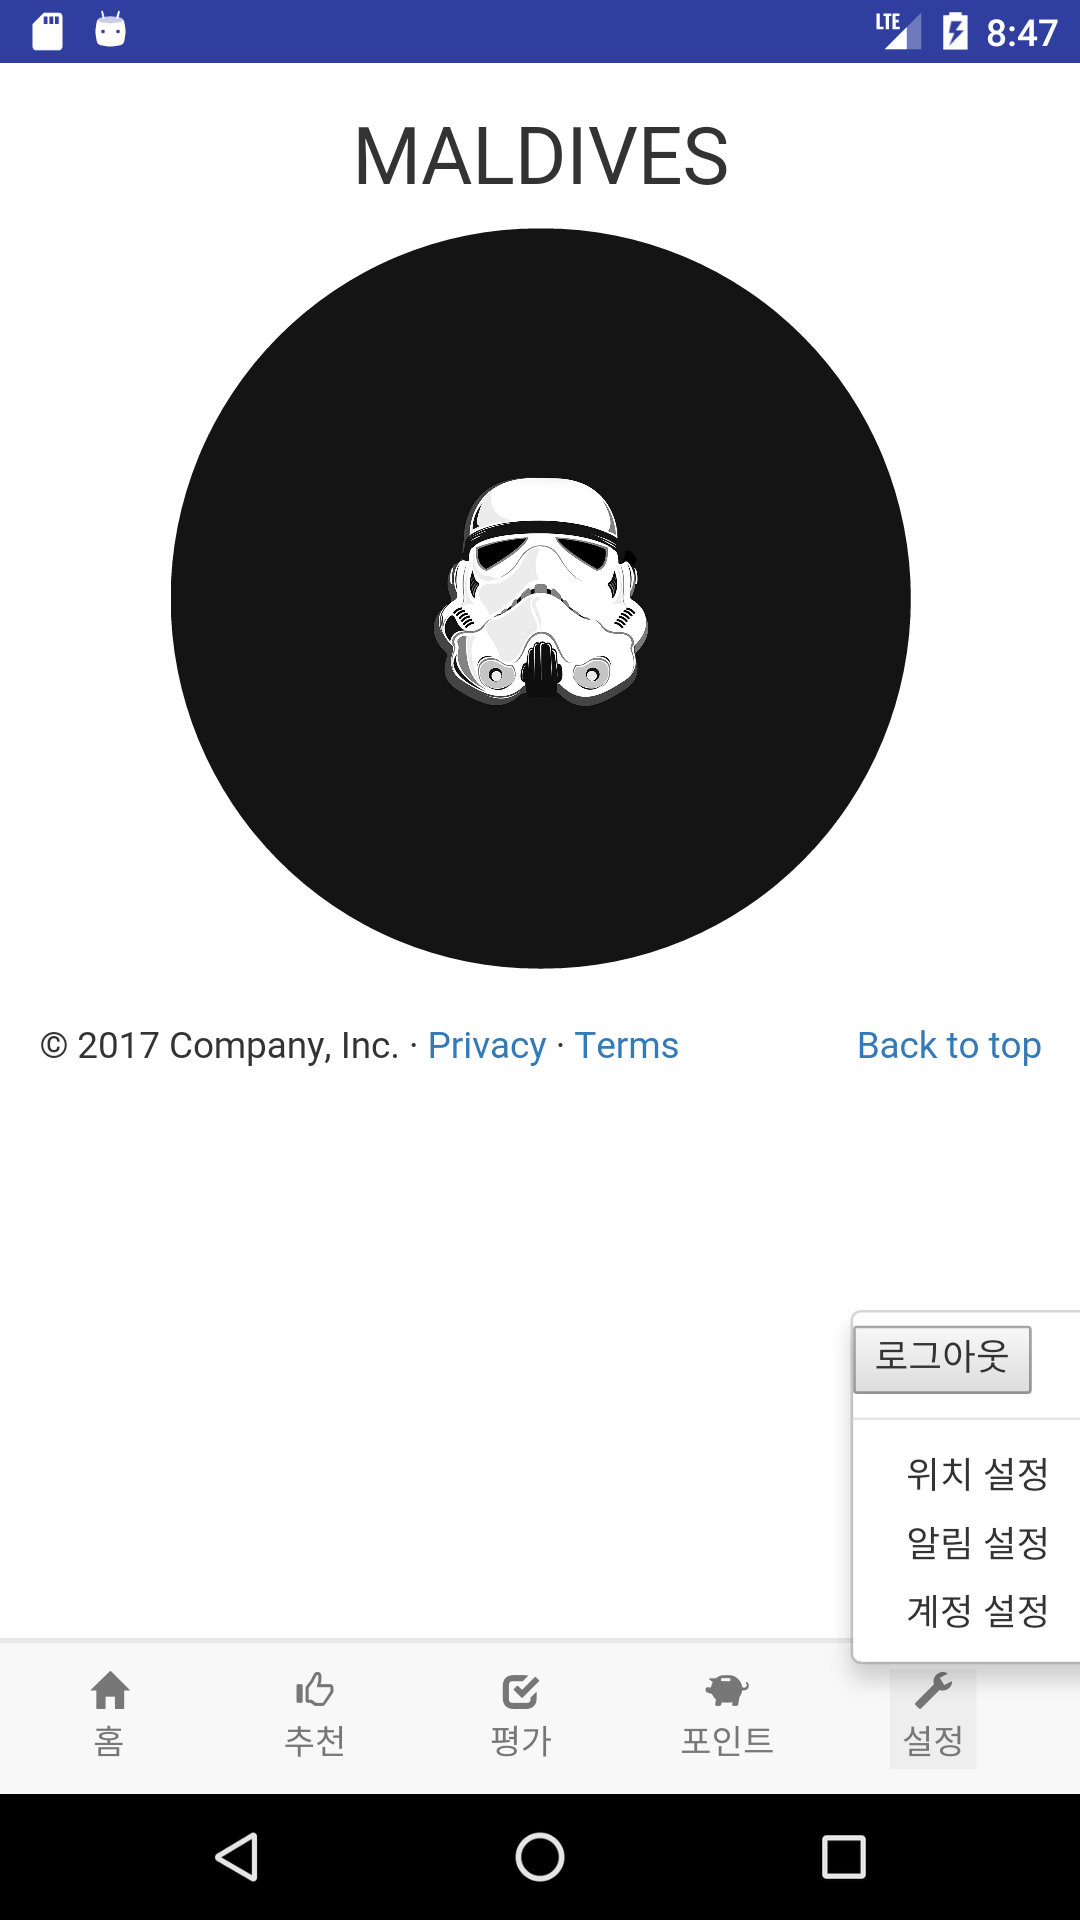 LTE 8:47
MALDIVES
© 2017 Company, Inc. · Privacy · Terms Back to top
로그아웃
위치 설정
알림 설정
계정 설정
홈 추천 평가 포인트 설정